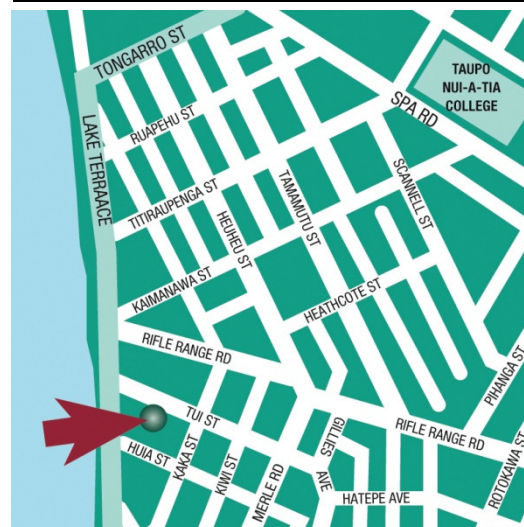 TONGARRO ST
TAUPO
NUI-A-TIA
COLLEGE
SPA RD
RUAPEHU ST
LAKE TERRAACE
TITIRAUPENGA ST
HEUHEU ST
TAMAMUTU ST
SCANNELL ST
KAIMANAWA ST
HEATHCOTE ST
RIFLE RANGE RD
PIHANGA ST
TUI ST
GILLIES
AVE
RIFLE RANGE RD
HUIA ST
KAKA ST
KIWI ST
MERLE RD
HATEPE AVE
ROTOKAWA ST